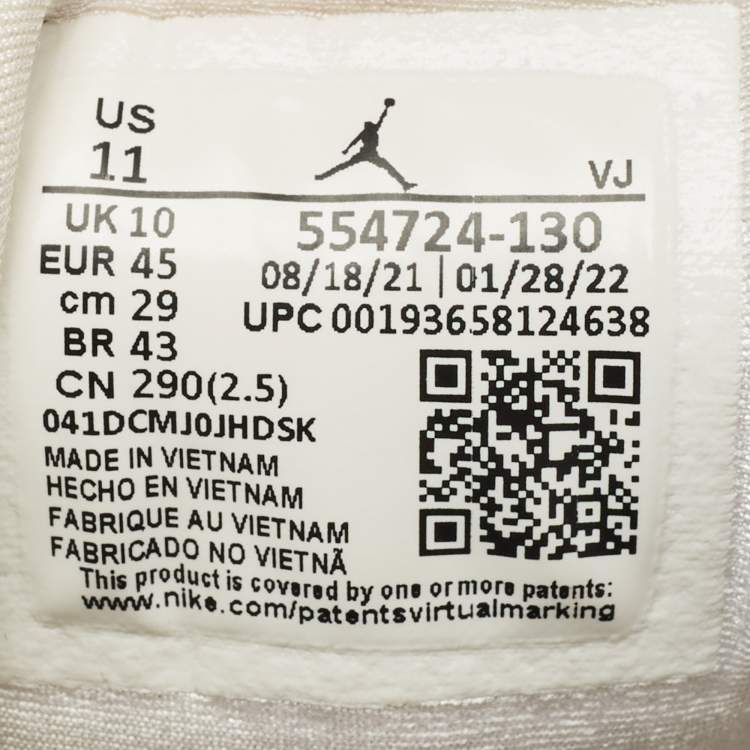 US
11
VJ
UK 10
554724-130
EUR 45
08/18/21 | 01/28/22
cm 29
UPC 00193658124638
BR 43
CN 290(2.5)
041DCMJ0JHDSK
MADE IN VIETNAM
HECHO EN VIETNAM
FABRIQUE AU VIETNAM
FABRICADO NO VIETNÃ
This product is covered by one or more patents:
www.nike.com/patentsvirtualmarking